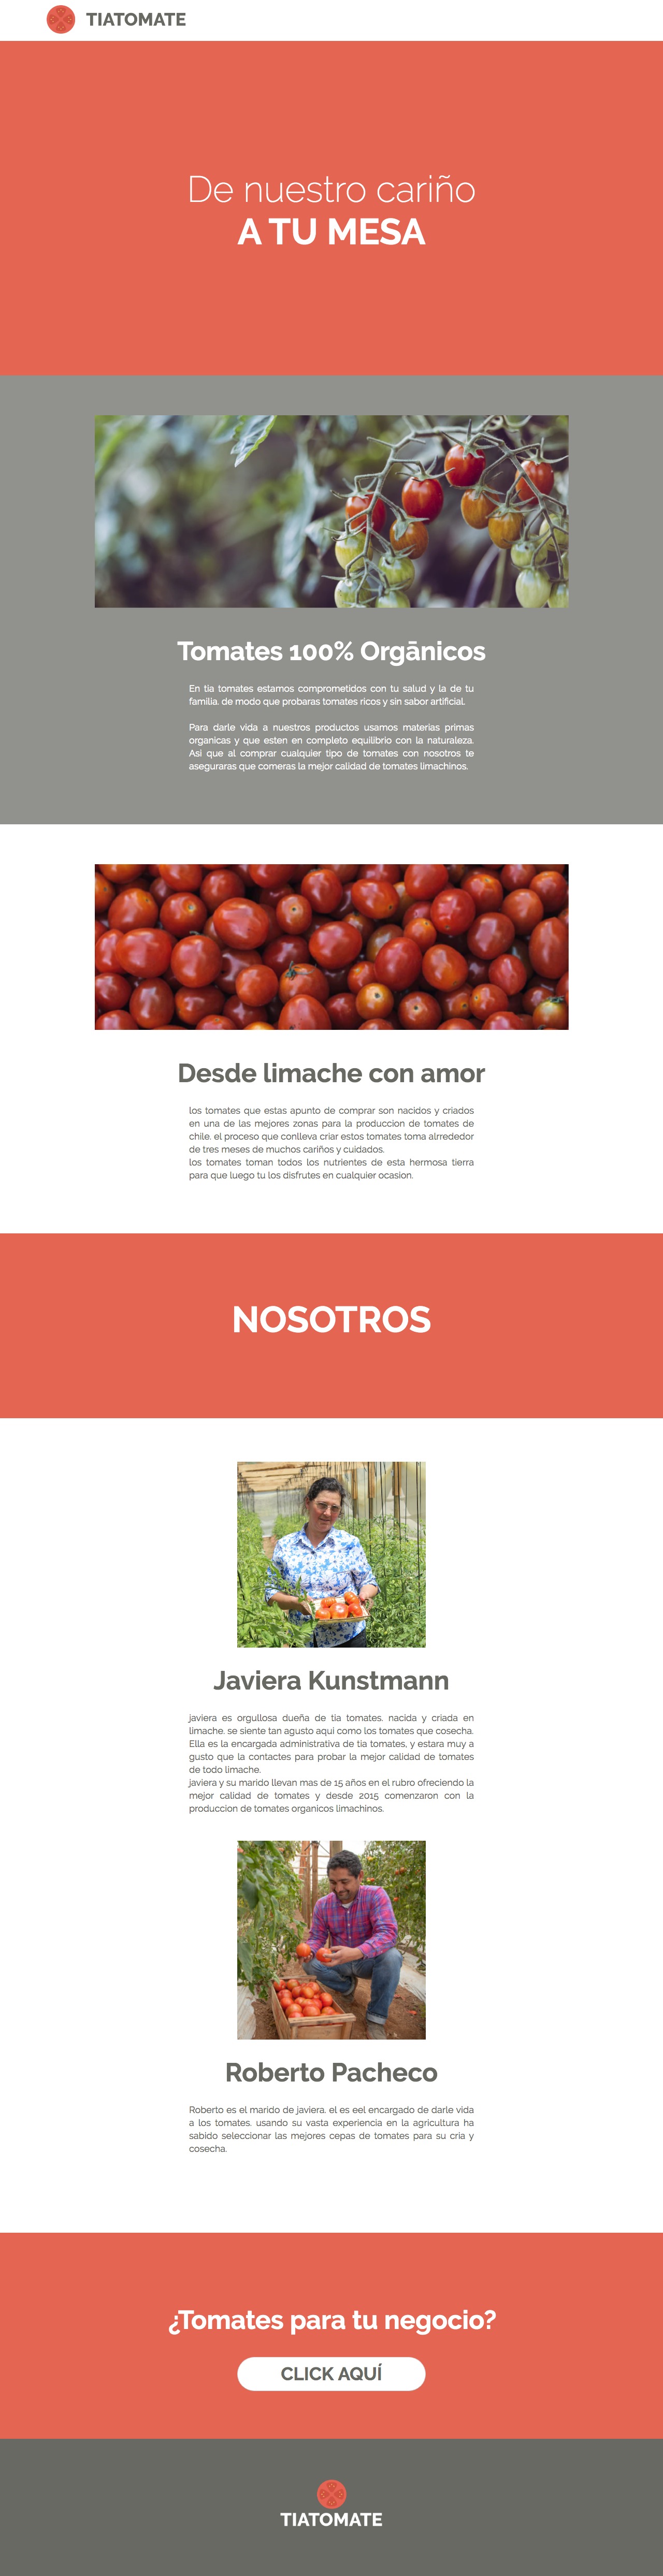 TIATOMATE
De nuestro cariño
A TU MESA
Tomates 100% Orgānicos
En tia tomates estamos comprometidos con tu salud y la de tu
familia. de modo que probaras tomates ricos y sin sabor artificial.
Para darle vida a nuestros productos usamos materias primas
organicas y que esten en completo equilibrio con la naturaleza.
Asi que al comprar cualquier tipo de tomates con nosotros te
aseguraras que comeras la mejor calidad de tomates limachinos.
Desde limache con amor
los tomates que estas apunto de comprar son nacidos y criados
en una de las mejores zonas para la produccion de tomates de
chile. el proceso que conlleva criar estos tomates toma alrrededor
de tres meses de muchos cariños y cuidados.
los tomates toman todos los nutrientes de esta hermosa tierra
para que luego tu los disfrutes en cualquier ocasion.
NOSOTROS
Javiera Kunstmann
javiera es orgullosa dueña de tia tomates. nacida y criada en
limache. se siente tan agusto aqui como los tomates que cosecha.
Ella es la encargada administrativa de tia tomates, y estara muy a
gusto que la contactes para probar la mejor calidad de tomates
de todo limache.
javiera y su marido llevan mas de 15 años en el rubro ofreciendo la
mejor calidad de tomates y desde 2015 comenzaron con la
produccion de tomates organicos limachinos.
Roberto Pacheco
Roberto es el marido de javiera. el es eel encargado de darle vida
a los tomates. usando su vasta experiencia en la agricultura ha
sabido seleccionar las mejores cepas de tomates para su cria y
cosecha.
¿Tomates para tu negocio?
CLICK AQUÍ
TIATOMATE